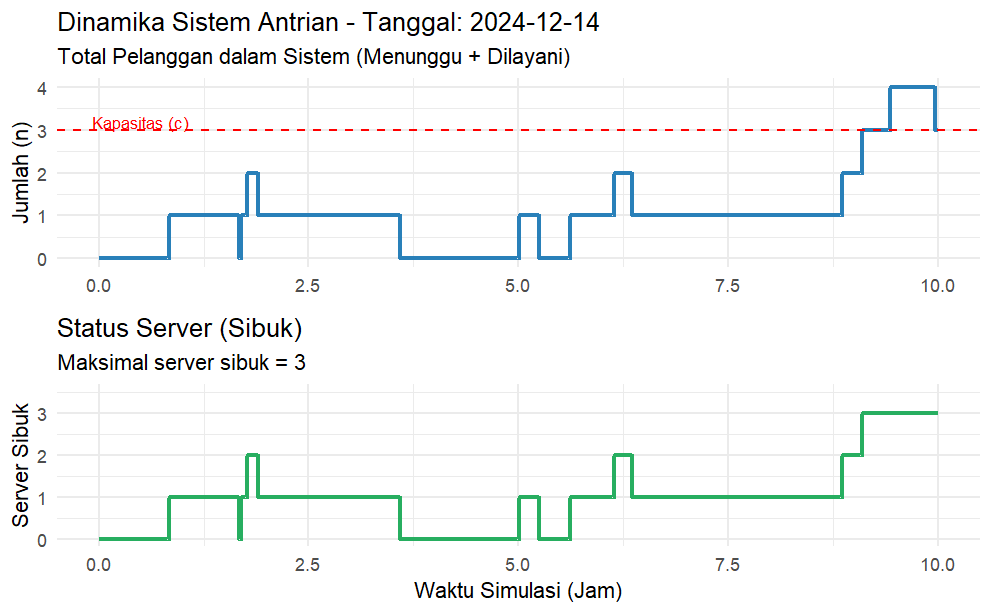 Dinamika Sistem Antrian - Tanggal: 2024-12-14
Total Pelanggan dalam Sistem (Menunggu + Dilayani)
Jumlah (n)
4
3
2
1
0
Kapasitas (c)
0.0 2.5 5.0 7.5 10.0
Status Server (Sibuk)
Maksimal server sibuk = 3
Server Sibuk
3
2
1
0
0.0 2.5 5.0 7.5 10.0
Waktu Simulasi (Jam)